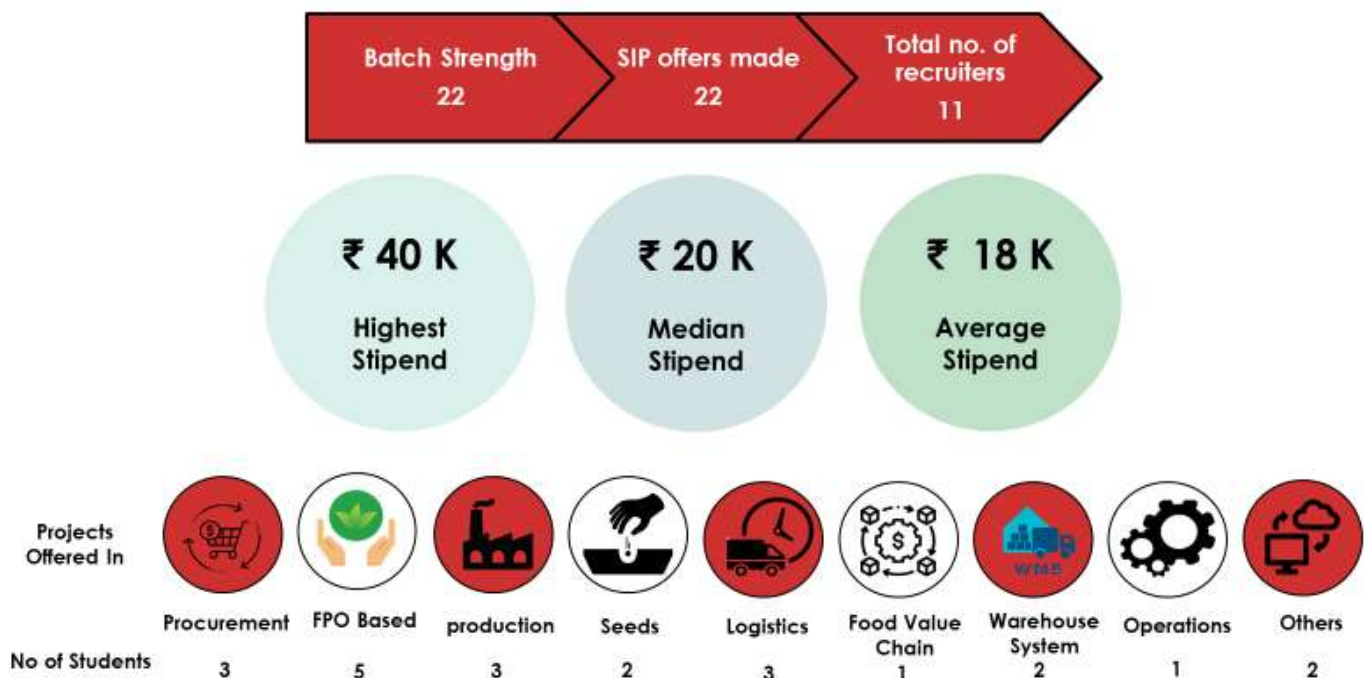 Batch Strength
22
SIP offers made
22
Total no. of
recruiters
11
₹ 40 K
Highest
Stipend
₹ 20 K
Median
Stipend
₹ 18 K
Average
Stipend
Projects
Offered In
$
$
WMS
Procurement
FPO Based
production
Seeds
Logistics
Food Value
Chain
Warehouse
System
Operations
Others
No of Students
3
5
3
2
3
1
2
1
2